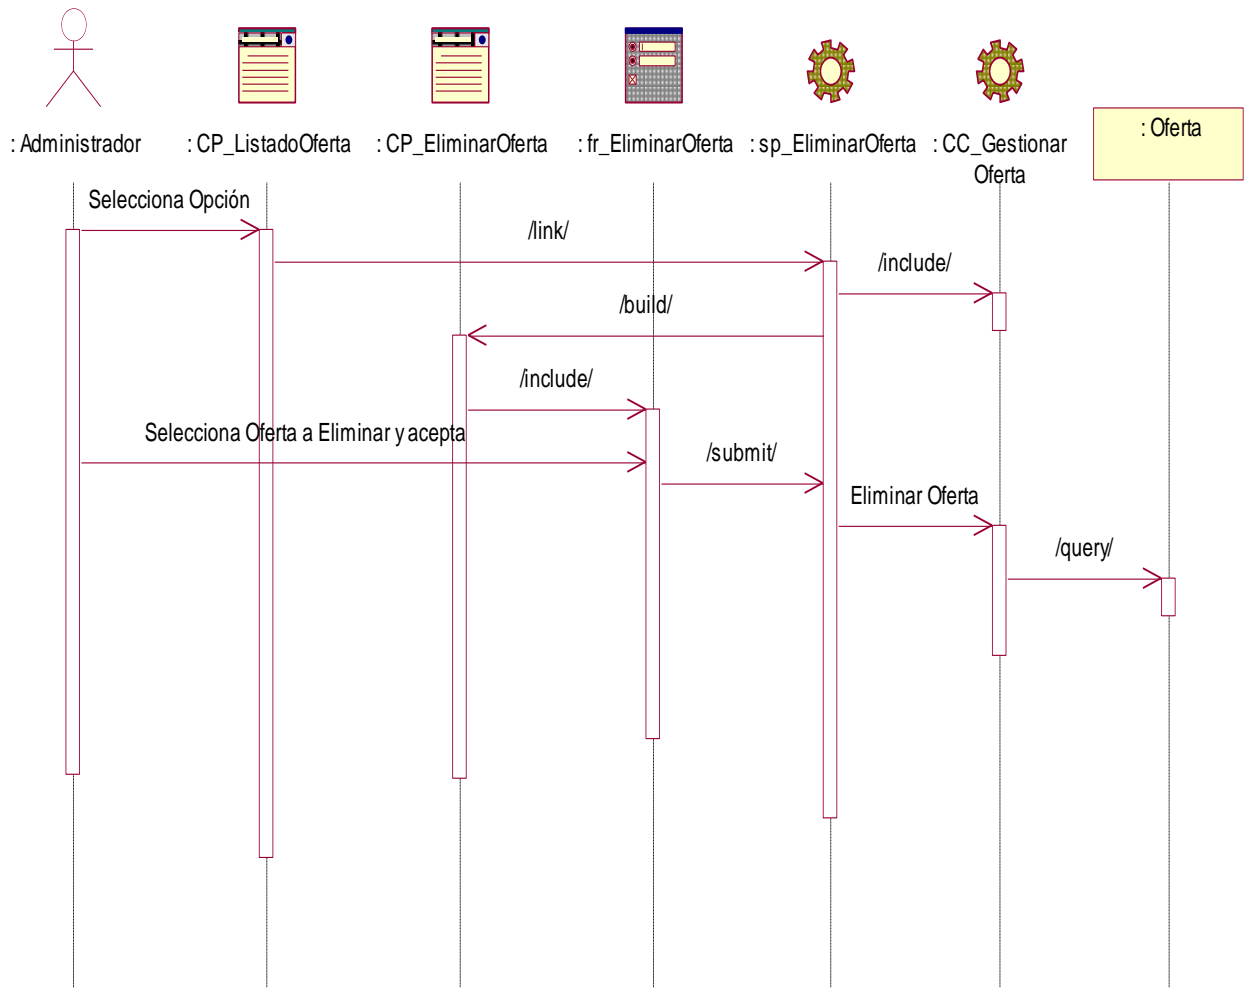 : Administrador
: CP_ListadoOferta
: CP_EliminarOferta
: fr_EliminarOferta
: sp_EliminarOferta
: CC_Gestionar
Oferta
: Oferta
Selecciona Opción
/link/
/include/
/build/
/include/
Selecciona Oferta a Eliminar y acepta
/submit/
Eliminar Oferta
/query/